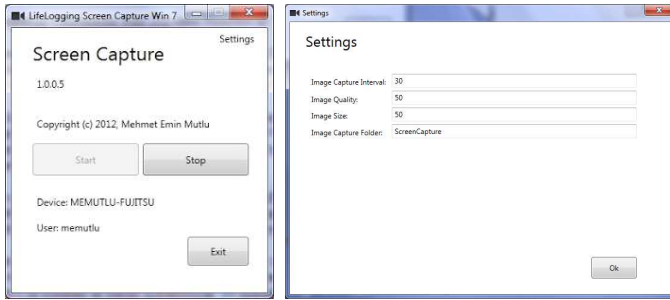 LifeLogging Screen Capture Win 7
Settings
Screen Capture
1.0.0.5
Copyright (c) 2012, Mehmet Emin Mutlu
Start Stop
Device: MEMUTLU-FUJITSU
User: memutlu
Exit
Settings
Settings
Image Capture Interval: 30
Image Quality: 50
Image Size: 50
Image Capture Folder: ScreenCapture
Ok